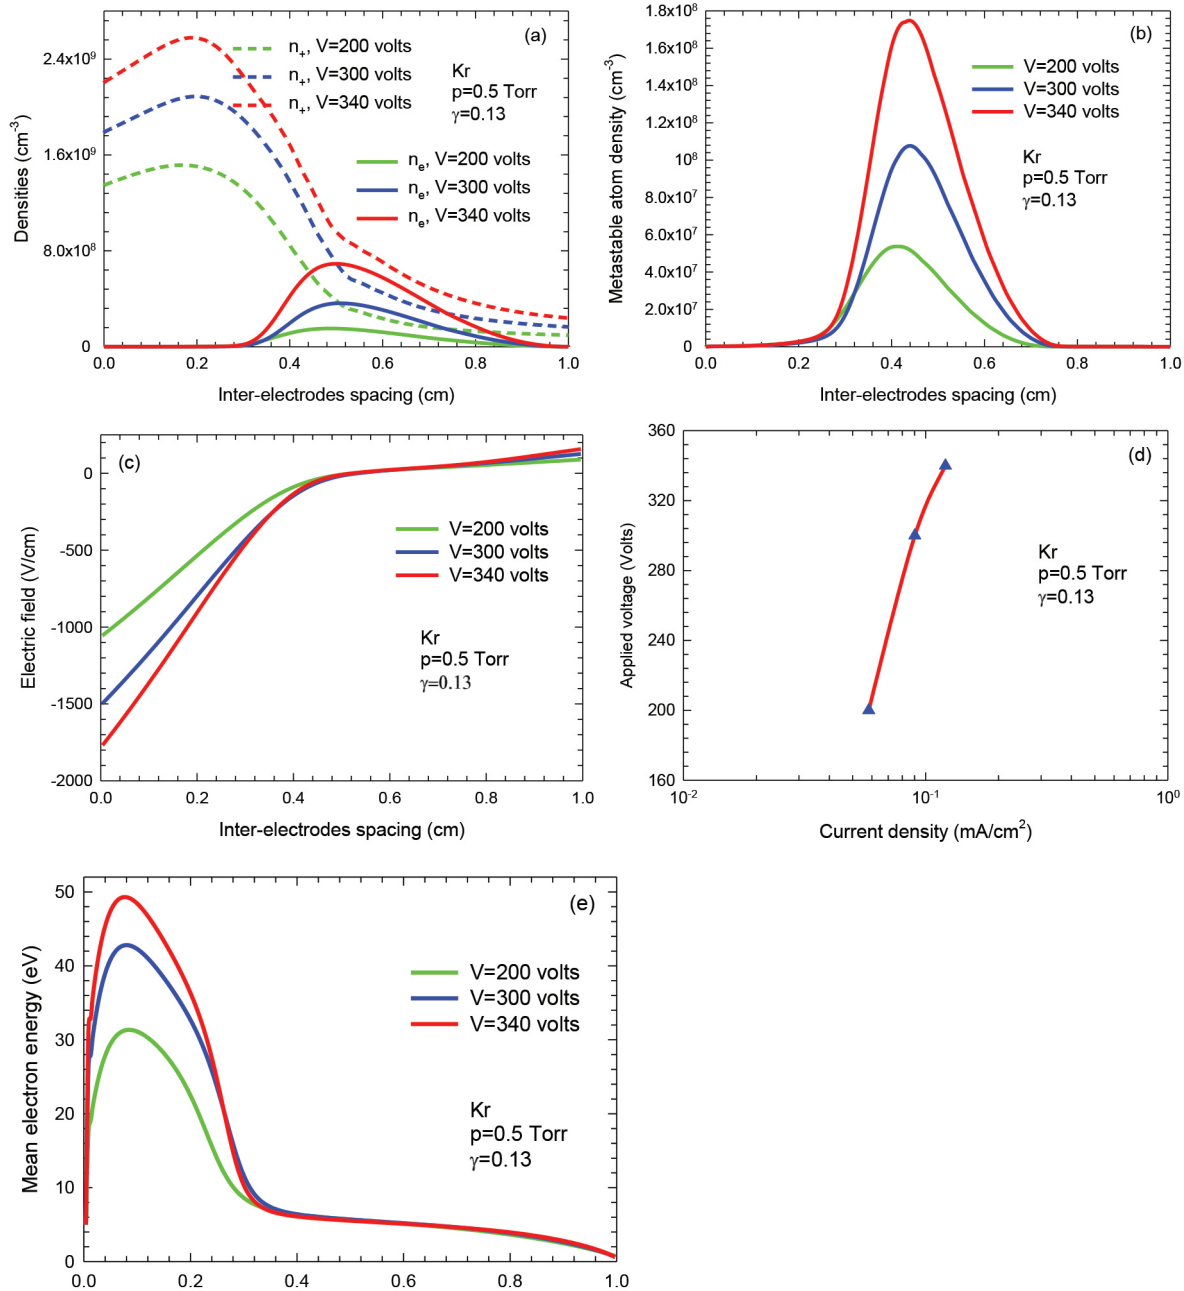 (a)
n+, V=200 volts
n+, V=300 volts
n+, V=340 volts
Kr
p=0.5 Torr
γ=0.13
ne, V=200 volts
ne, V=300 volts
ne, V=340 volts
Densities (cm-3)
2.4x10^9
1.6x10^9
8.0x10^8
0
0.0 0.2 0.4 0.6 0.8 1.0
Inter-electrodes spacing (cm)
(b)
V=200 volts
V=300 volts
V=340 volts
Kr
p=0.5 Torr
γ=0.13
Metastable atom density (cm-3)
1.8x10^8
1.6x10^8
1.4x10^8
1.2x10^8
10^8
8.0x10^7
6.0x10^7
4.0x10^7
2.0x10^7
0
0.0 0.2 0.4 0.6 0.8 1.0
Inter-electrodes spacing (cm)
(c)
V=200 volts
V=300 volts
V=340 volts
Kr
p=0.5 Torr
γ=0.13
Electric field (V/cm)
0
-500
-1000
-1500
-2000
0.0 0.2 0.4 0.6 0.8 1.0
Inter-electrodes spacing (cm)
(d)
Kr
p=0.5 Torr
γ=0.13
Applied voltage (Volts)
360
320
280
240
200
160
10^-2 10^-1 10^0
Current density (mA/cm^2)
(e)
V=200 volts
V=300 volts
V=340 volts
Kr
p=0.5 Torr
γ=0.13
Mean electron energy (eV)
50
40
30
20
10
0
0.0 0.2 0.4 0.6 0.8 1.0